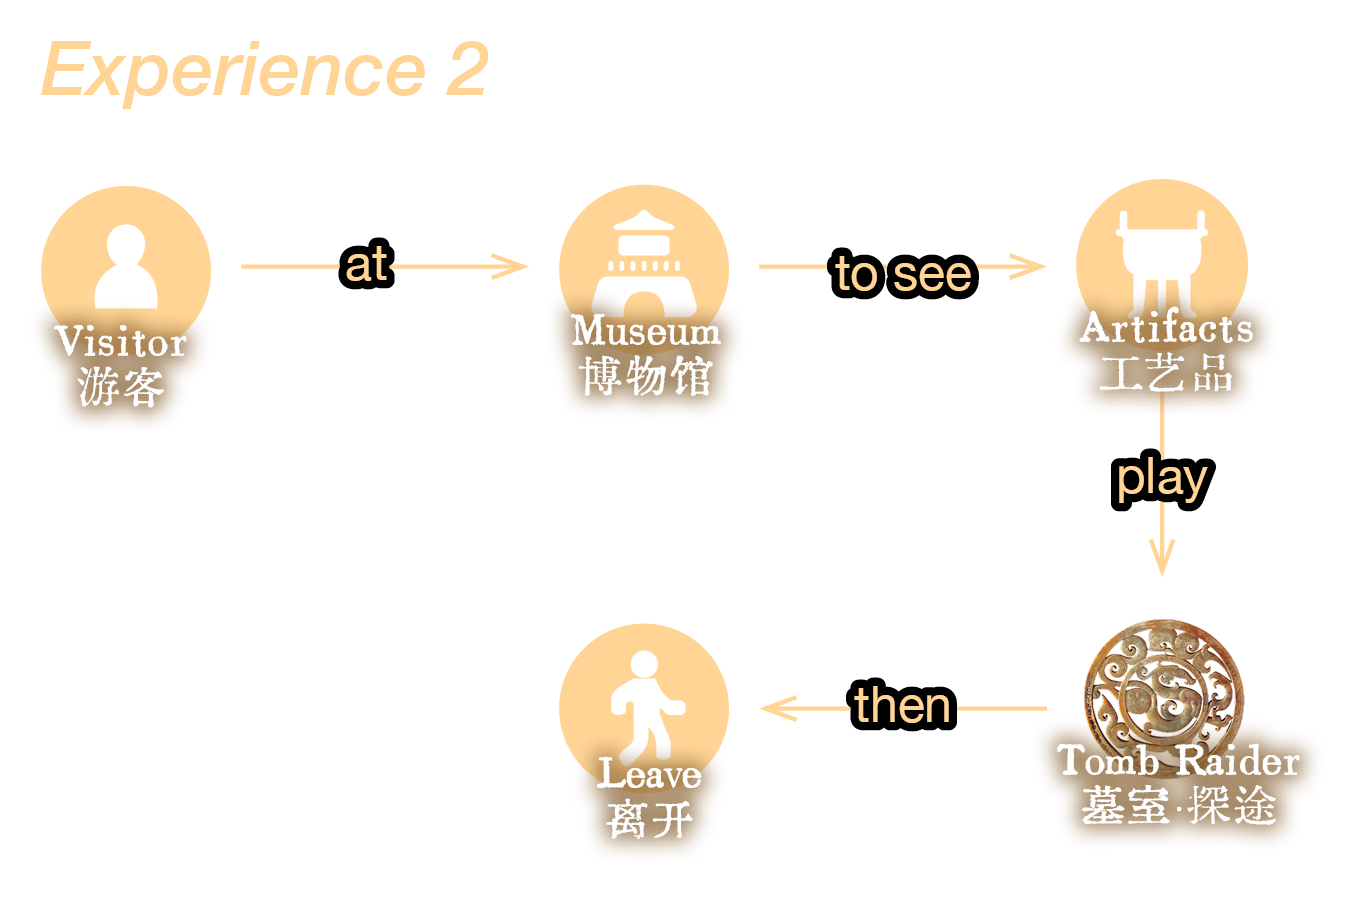 Experience 2
Visitor
游客
at
Museum
博物馆
to see
Artifacts
工艺品
play
Tomb Raider
墓室·探途
then
Leave
离开